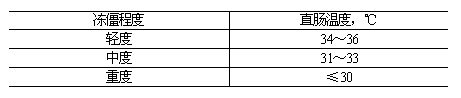 冻僵程度 直肠温度，℃
轻度 34～36
中度 31～33
重度 ≤30